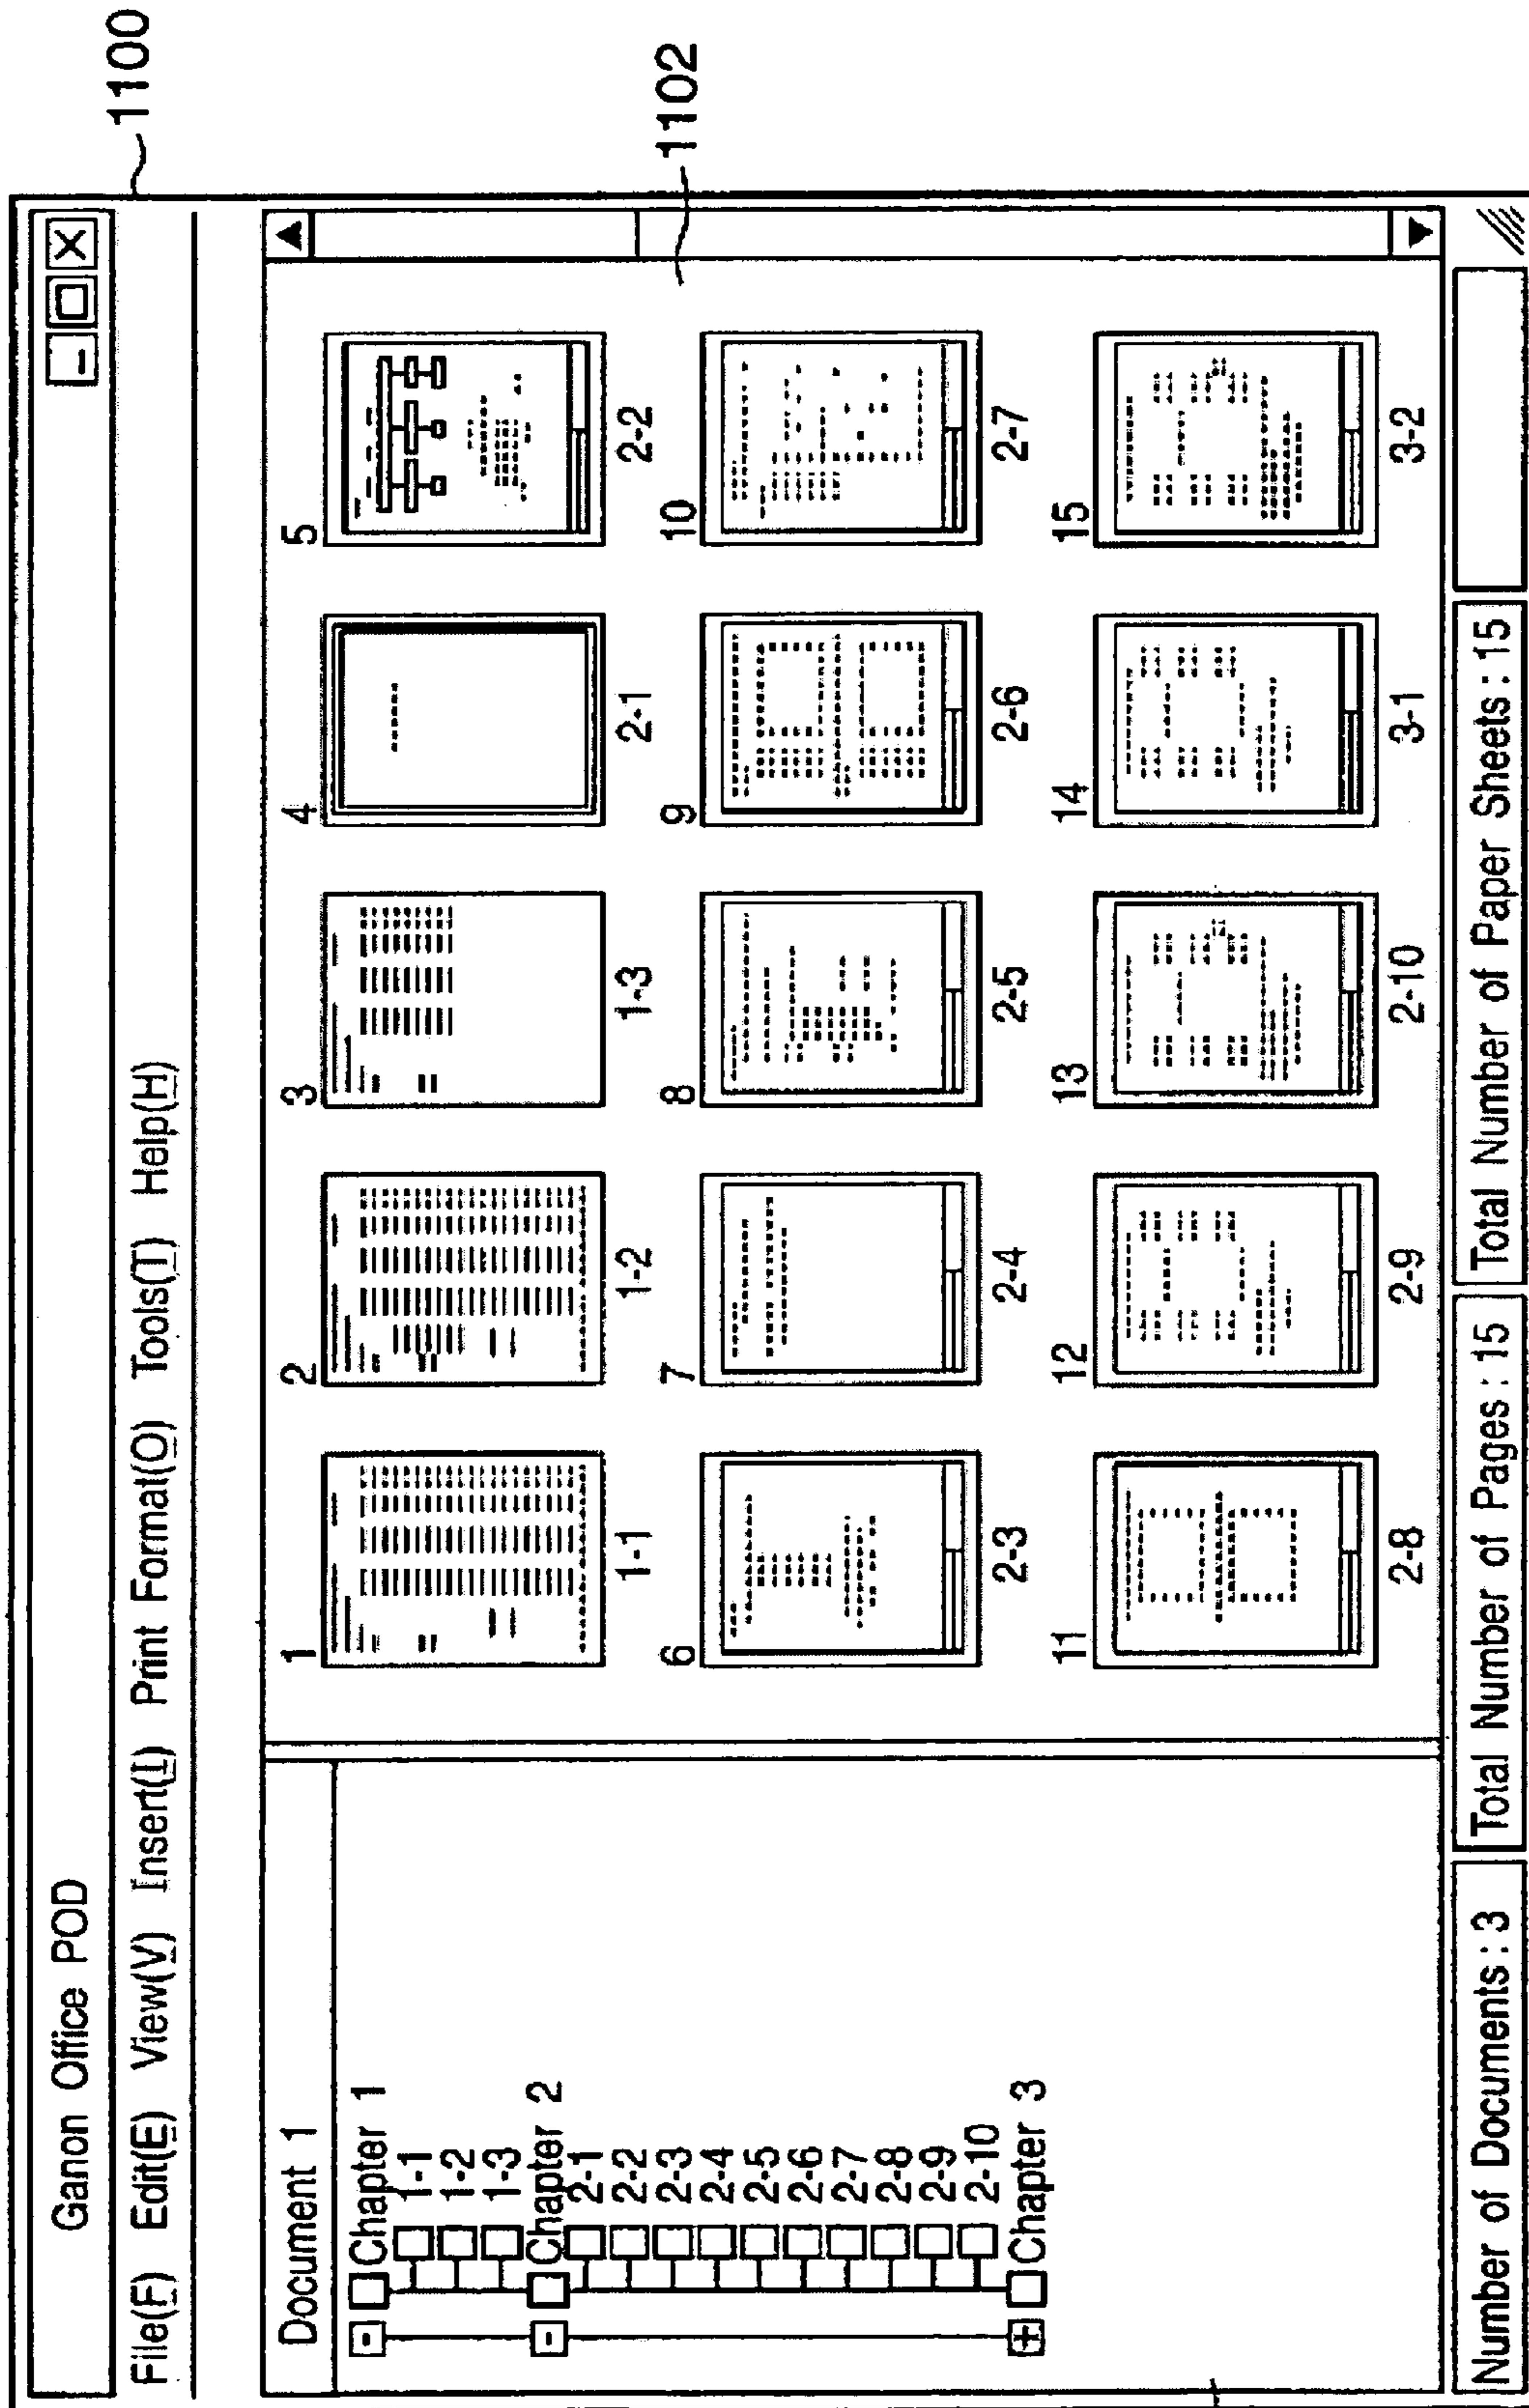 1100
Ganon Office POD
File(F) Edit(E) View(V) Insert(I) Print Format(O) Tools(T) Help(H)
Document 1
Chapter 1
1-1
1-2
1-3
Chapter 2
2-1
2-2
2-3
2-4
2-5
2-6
2-7
2-8
2-9
2-10
Chapter 3
1 2 3 4 5
1-1 1-2 1-3 2-1 2-2
1102
6 7 8 9 10
2-3 2-4 2-5 2-6 2-7
11 12 13 14 15
2-8 2-9 2-10 3-1 3-2
Number of Documents : 3 Total Number of Pages : 15 Total Number of Paper Sheets : 15